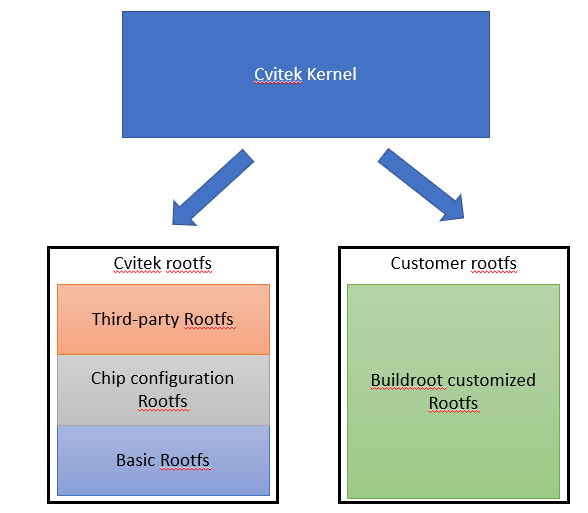 Cvitek Kernel
Cvitek rootfs
Third-party Rootfs
Chip configuration
Rootfs
Basic Rootfs
Customer rootfs
Buildroot customized
Rootfs